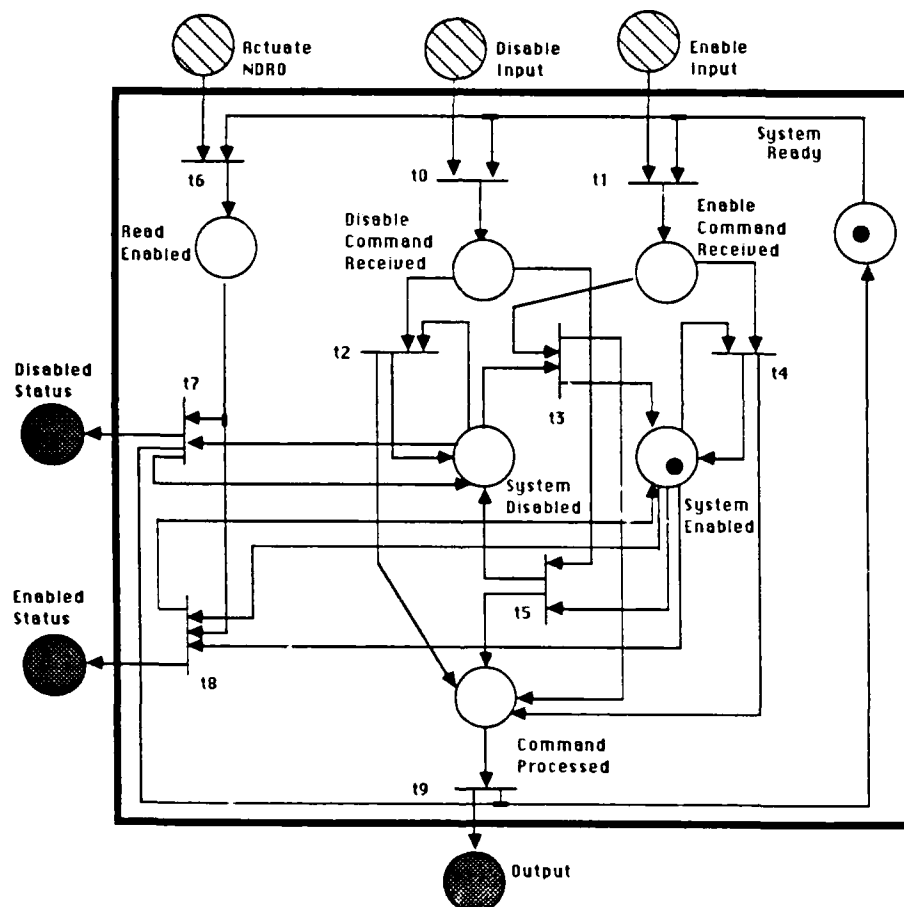 Actuate
NDRO
Disable
Input
Enable
Input
System
Ready
t6
t0
t1
Read
Enabled
Disable
Command
Received
Enable
Command
Received
t2
t3
t4
Disabled
Status
t7
System
Disabled
System
Enabled
Enabled
Status
t5
t8
Command
Processed
t9
Output